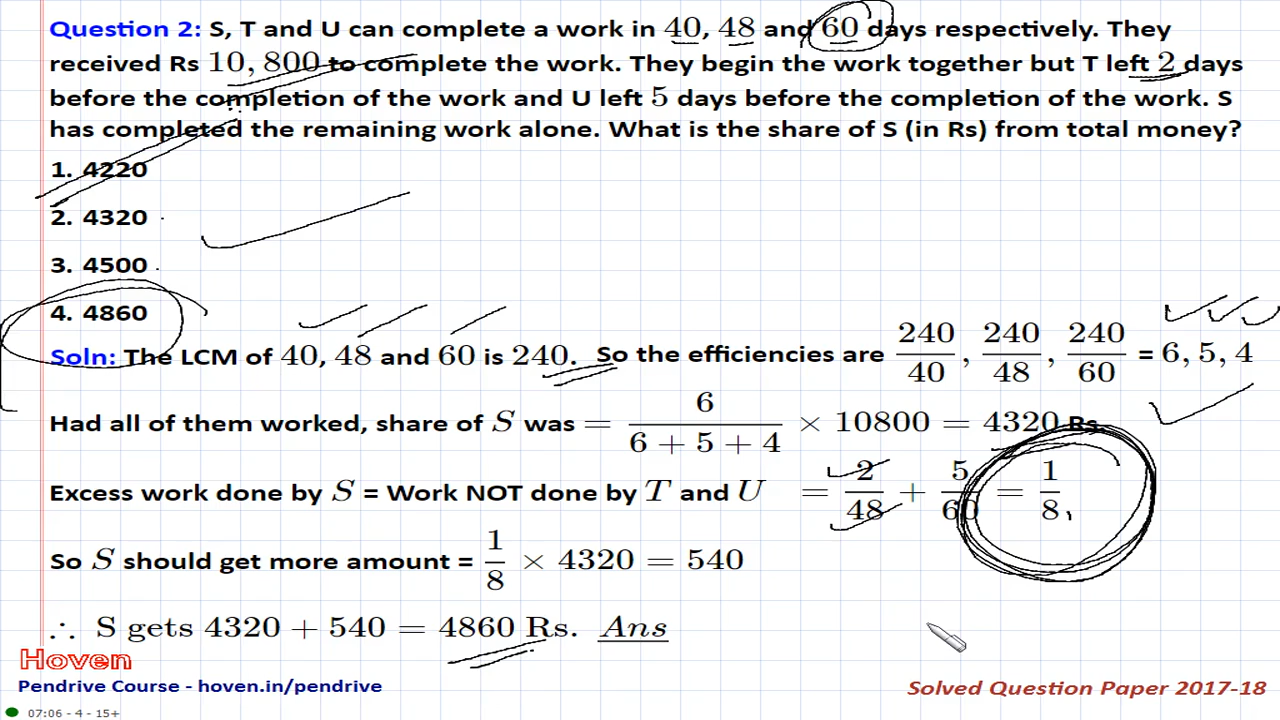 Question 2: S, T and U can complete a work in 40, 48 and 60 days respectively. They
received Rs 10, 800 to complete the work. They begin the work together but T left 2 days
before the completion of the work and U left 5 days before the completion of the work. S
has completed the remaining work alone. What is the share of S (in Rs) from total money?
1. 4220
2. 4320
3. 4500
4. 4860
Soln: The LCM of 40, 48 and 60 is 240. So the efficiencies are 240/40, 240/48, 240/60 = 6, 5, 4
Had all of them worked, share of S was = 6/(6 + 5 + 4) × 10800 = 4320 Rs.
Excess work done by S = Work NOT done by T and U = 2/48 + 5/60 = 1/8,
So S should get more amount = 1/8 × 4320 = 540
∴ S gets 4320 + 540 = 4860 Rs. Ans
Hoven
Pendrive Course - hoven.in/pendrive
Solved Question Paper 2017-18
07:06 - 4 - 15+